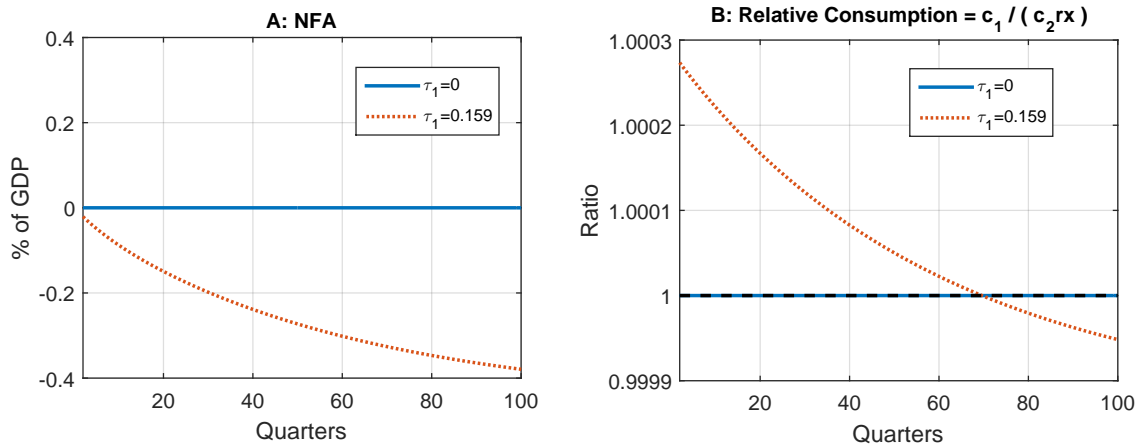 A: NFA
0.4
0.2
0
-0.2
-0.4
% of GDP
20
40
60
80
100
Quarters
τ₁=0
τ₁=0.159
B: Relative Consumption = c₁ / ( c₂rx )
1.0003
1.0002
1.0001
1
0.9999
Ratio
20
40
60
80
100
Quarters
τ₁=0
τ₁=0.159